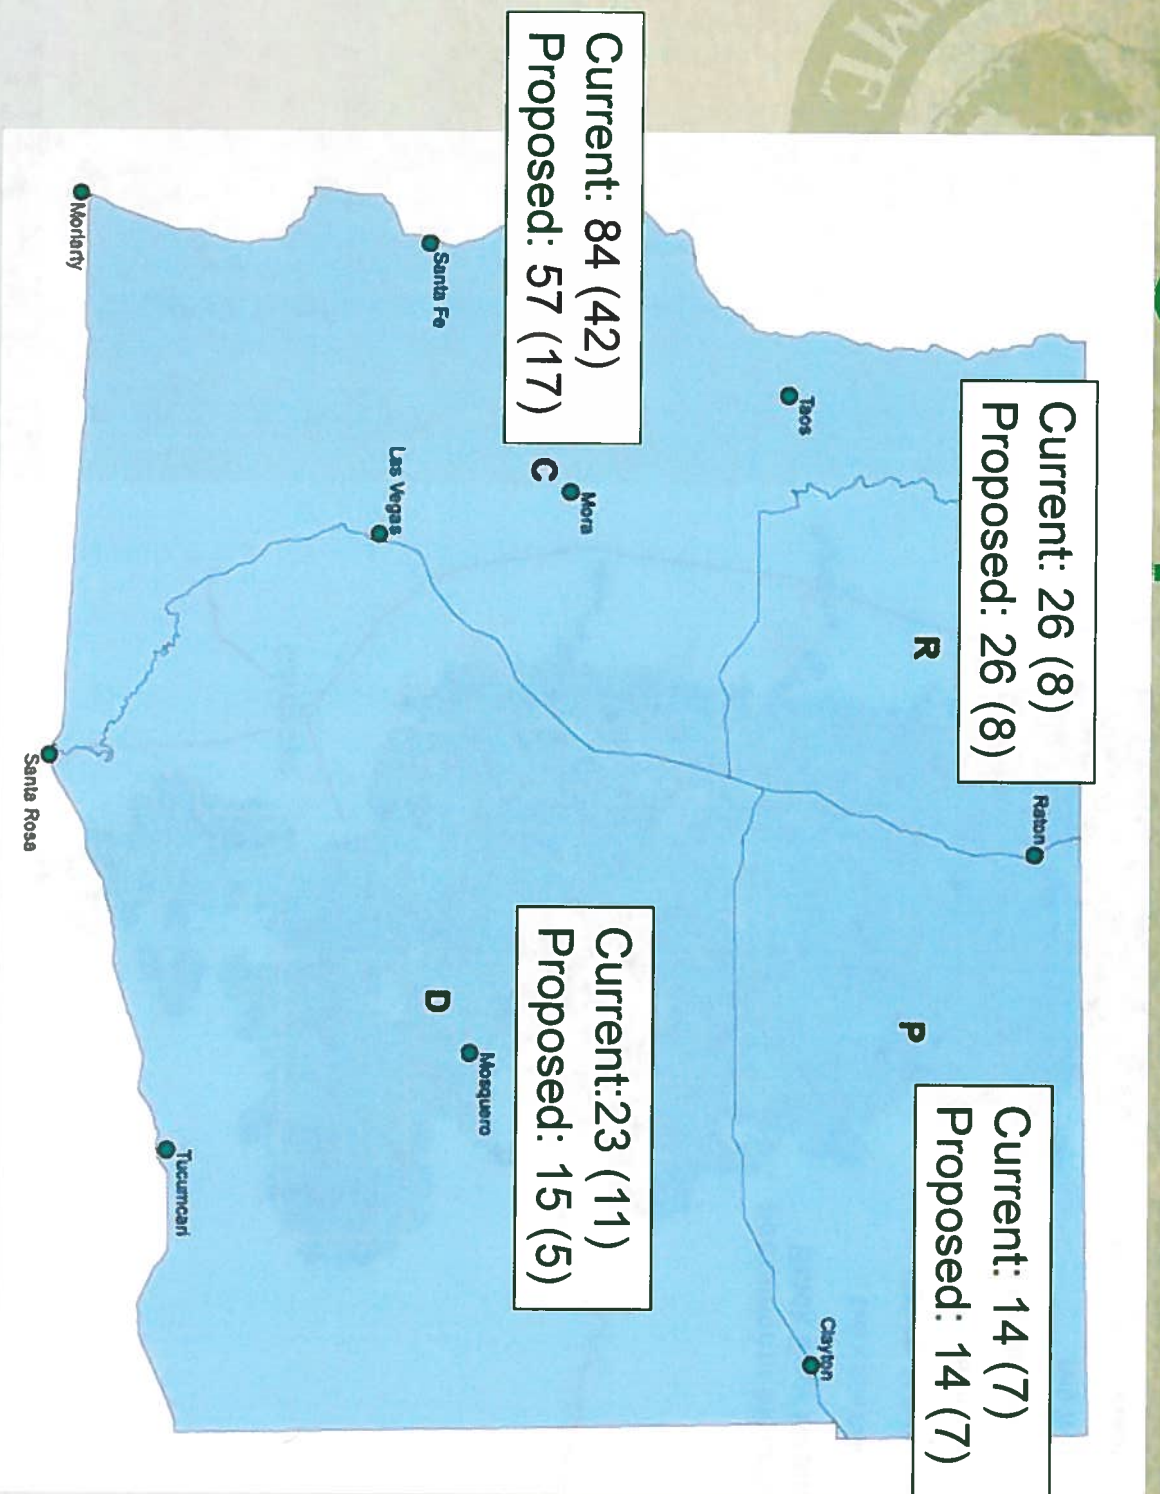 Current: 26 (8)
Proposed: 26 (8)
Current: 14 (7)
Proposed: 14 (7)
Raton
R
P
Clayton
Taos
Current: 84 (42)
Proposed: 57 (17)
Current:23 (11)
Proposed: 15 (5)
Mora
C
Mosquero
D
Santa Fe
Las Vegas
Tucumcari
Moriarty
Santa Rosa